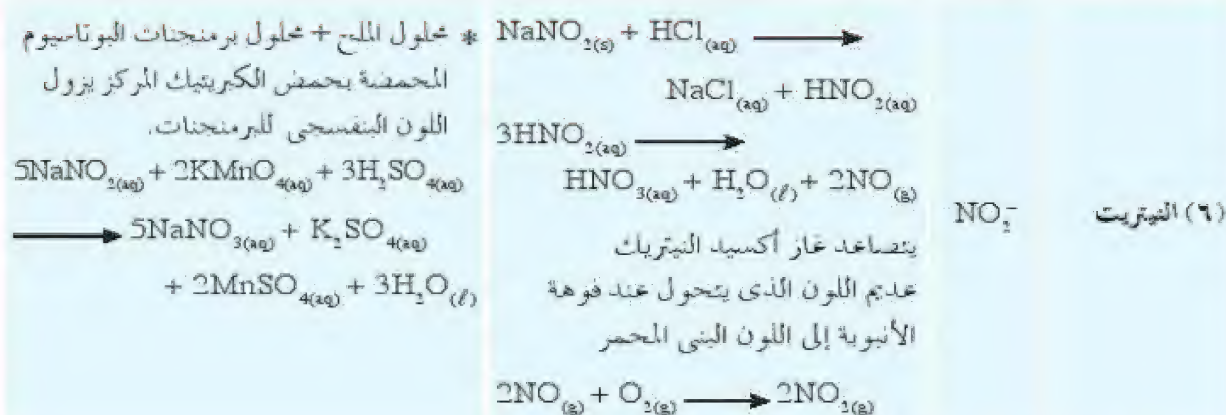 (٦) النيتريت
NO₂⁻
NaNO₂₍ₛ₎ + HCl₍aq₎ ⟶
NaCl₍aq₎ + HNO₂₍aq₎
3HNO₂₍aq₎ ⟶
HNO₃₍aq₎ + H₂O₍ℓ₎ + 2NO₍g₎
يتصاعد غاز أكسيد النيتريك
عديم اللون الذى يتحول عند فوهة
الأنبوبة إلى اللون البنى المحمر
2NO₍g₎ + O₂₍g₎ ⟶ 2NO₂₍g₎
* محلول الملح + محلول برمنجنات البوتاسيوم
المحمضة بحمض الكبريتيك المركز يزول
اللون البنفسجى للبرمنجنات.
5NaNO₂₍aq₎ + 2KMnO₄₍aq₎ + 3H₂SO₄₍aq₎
⟶ 5NaNO₃₍aq₎ + K₂SO₄₍aq₎
+ 2MnSO₄₍aq₎ + 3H₂O₍ℓ₎